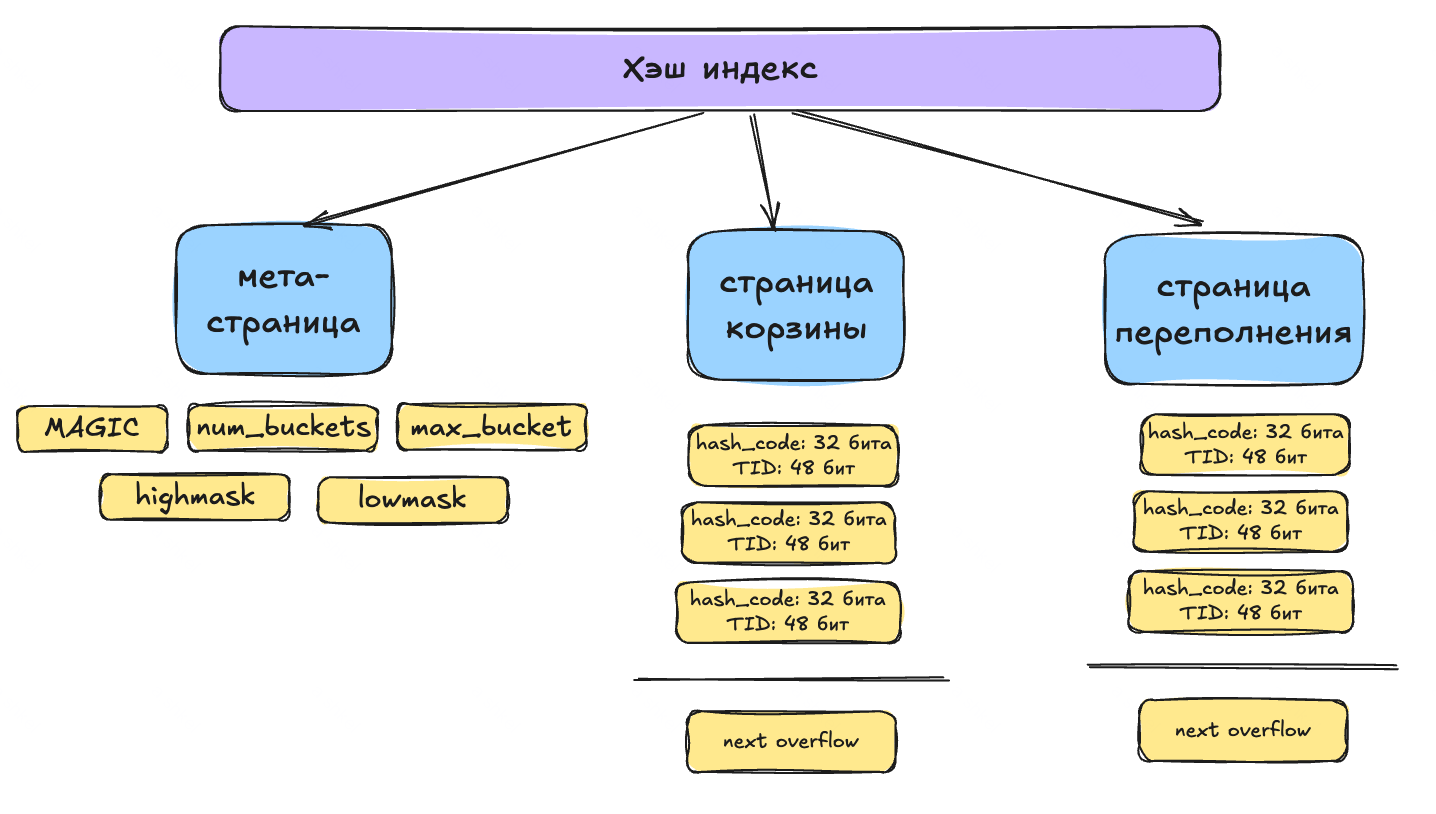 Хэш индекс
мета-
страница
страница
корзины
страница
переполнения
MAGIC
num_buckets
max_bucket
highmask
lowmask
hash_code: 32 бита
TID: 48 бит
hash_code: 32 бита
TID: 48 бит
hash_code: 32 бита
TID: 48 бит
next overflow
hash_code: 32 бита
TID: 48 бит
hash_code: 32 бита
TID: 48 бит
hash_code: 32 бита
TID: 48 бит
next overflow